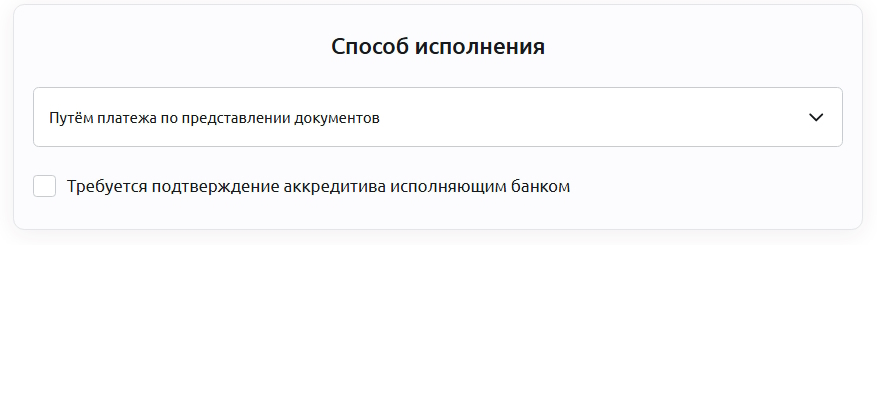 Способ исполнения
Путём платежа по представлении документов
Требуется подтверждение аккредитива исполняющим банком